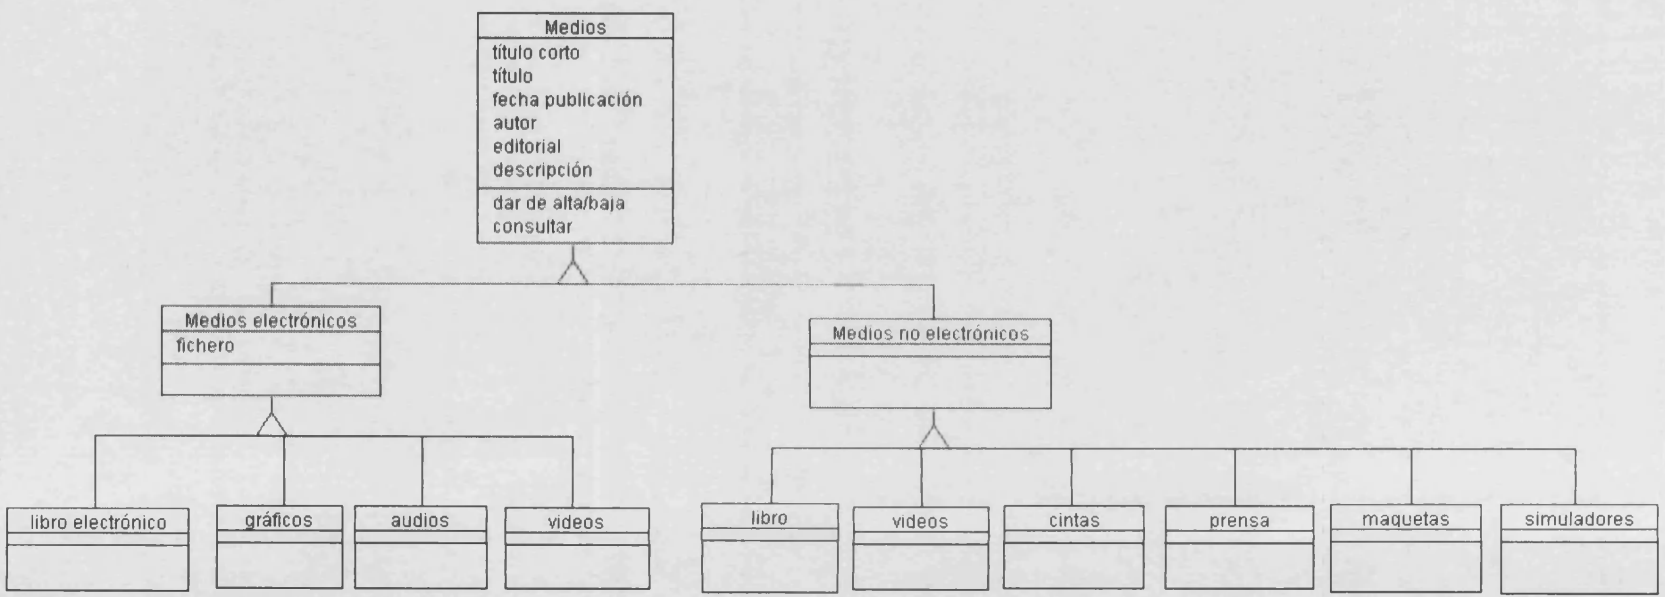 Medios
título corto
título
fecha publicación
autor
editorial
descripción
dar de alta/baja
consultar
Medios electrónicos
fichero
Medios no electrónicos
libro electrónico
gráficos
audios
videos
libro
videos
cintas
prensa
maquetas
simuladores